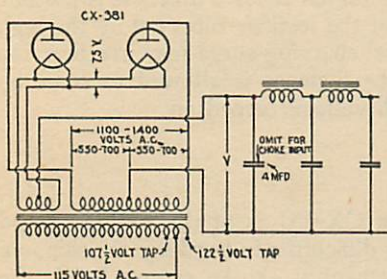 CX-381
7.5 V.
1100-1400
VOLTS A.C.
550-700
550-700
V
OMIT FOR
CHOKE INPUT
4 MFD
107½ VOLT TAP
122½ VOLT TAP
115 VOLTS A.C.